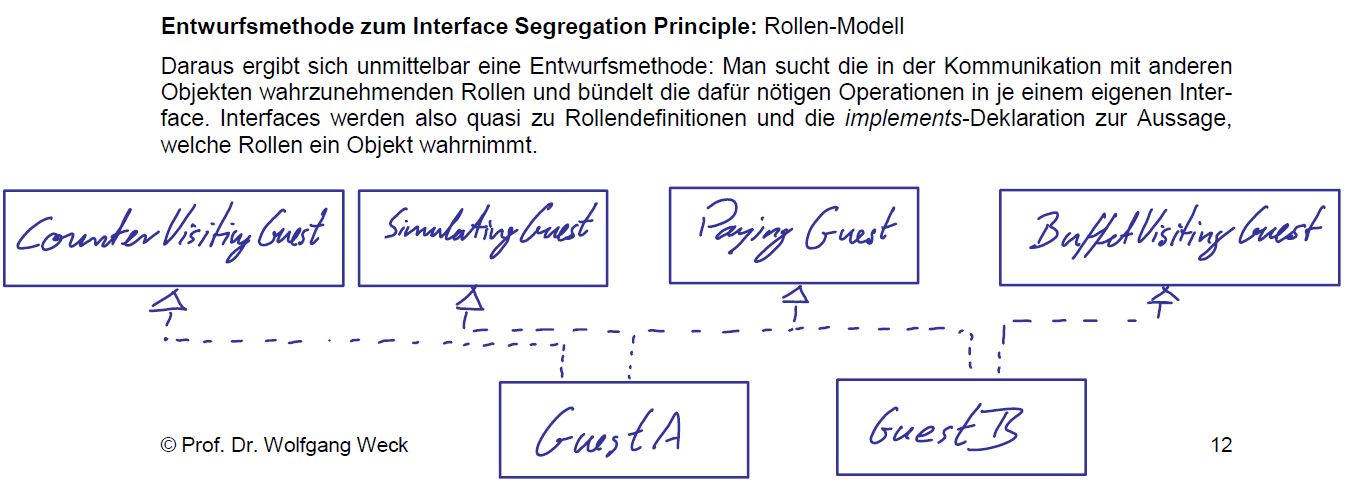 Entwurfsmethode zum Interface Segregation Principle: Rollen-Modell
Daraus ergibt sich unmittelbar eine Entwurfsmethode: Man sucht die in der Kommunikation mit anderen
Objekten wahrzunehmenden Rollen und bündelt die dafür nötigen Operationen in je einem eigenen Inter-
face. Interfaces werden also quasi zu Rollendefinitionen und die implements-Deklaration zur Aussage,
welche Rollen ein Objekt wahrnimmt.
CounterVisitingGuest
SimulatingGuest
Paying Guest
BuffetVisitingGuest
GuestA
GuestB
© Prof. Dr. Wolfgang Weck
12